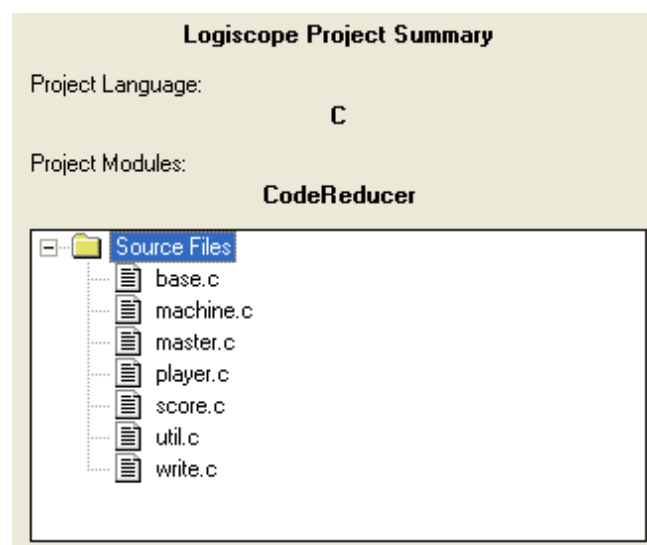 Logiscope Project Summary
Project Language:
C
Project Modules:
CodeReducer
Source Files
base.c
machine.c
master.c
player.c
score.c
util.c
write.c